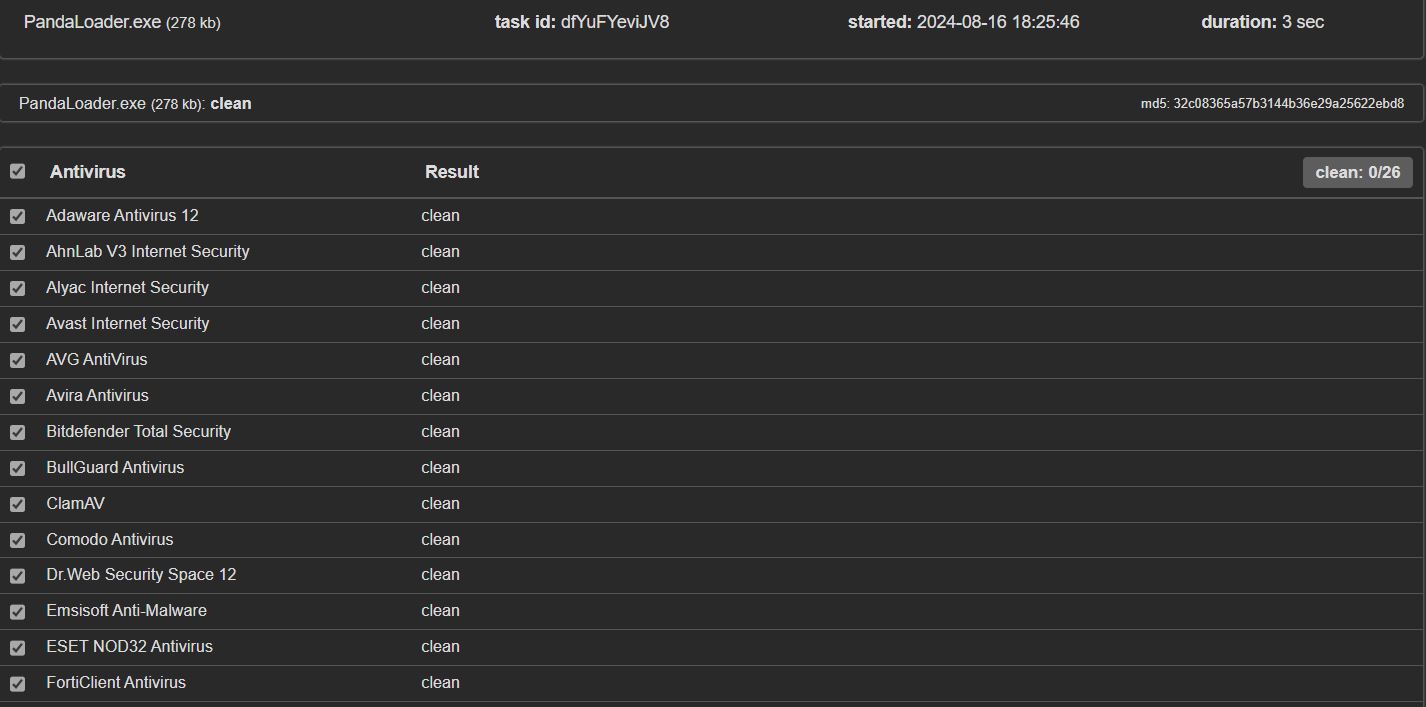 PandaLoader.exe (278 kb) task id: dfYuFYeviJV8 started: 2024-08-16 18:25:46 duration: 3 sec
PandaLoader.exe (278 kb): clean md5: 32c08365a57b3144b36e29a25622ebd8
Antivirus Result clean: 0/26
Adaware Antivirus 12 clean
AhnLab V3 Internet Security clean
Alyac Internet Security clean
Avast Internet Security clean
AVG AntiVirus clean
Avira Antivirus clean
Bitdefender Total Security clean
BullGuard Antivirus clean
ClamAV clean
Comodo Antivirus clean
Dr.Web Security Space 12 clean
Emsisoft Anti-Malware clean
ESET NOD32 Antivirus clean
FortiClient Antivirus clean